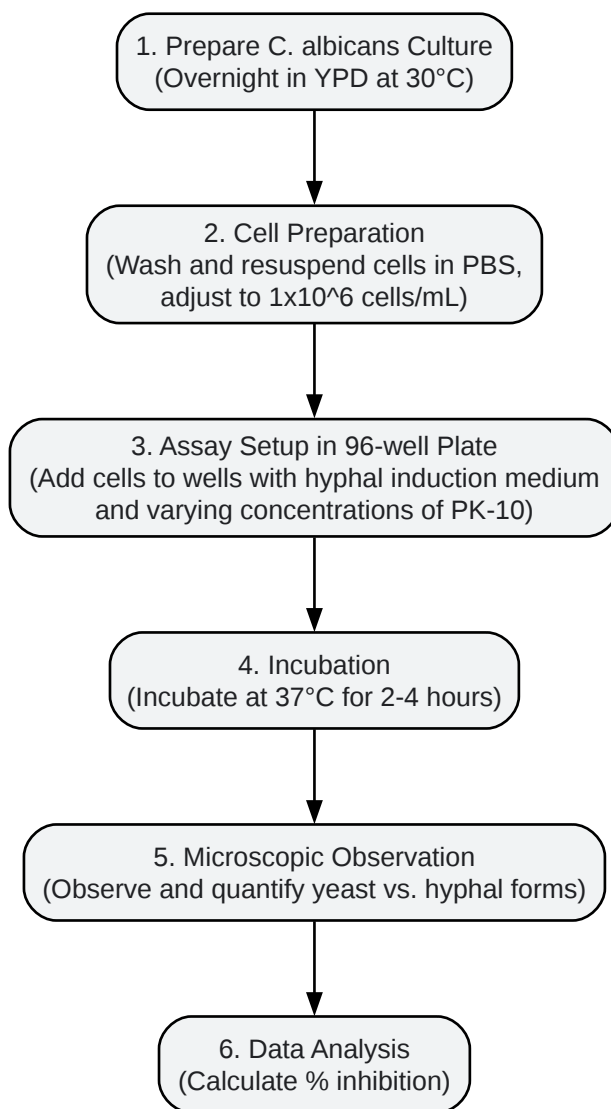 1. Prepare C. albicans Culture
(Overnight in YPD at 30°C)
2. Cell Preparation
(Wash and resuspend cells in PBS,
adjust to 1x10^6 cells/mL)
3. Assay Setup in 96-well Plate
(Add cells to wells with hyphal induction medium
and varying concentrations of PK-10)
4. Incubation
(Incubate at 37°C for 2-4 hours)
5. Microscopic Observation
(Observe and quantify yeast vs. hyphal forms)
6. Data Analysis
(Calculate % inhibition)